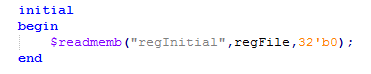 initial
begin
$readmemb("regInitial",regFile,32'b0);
end